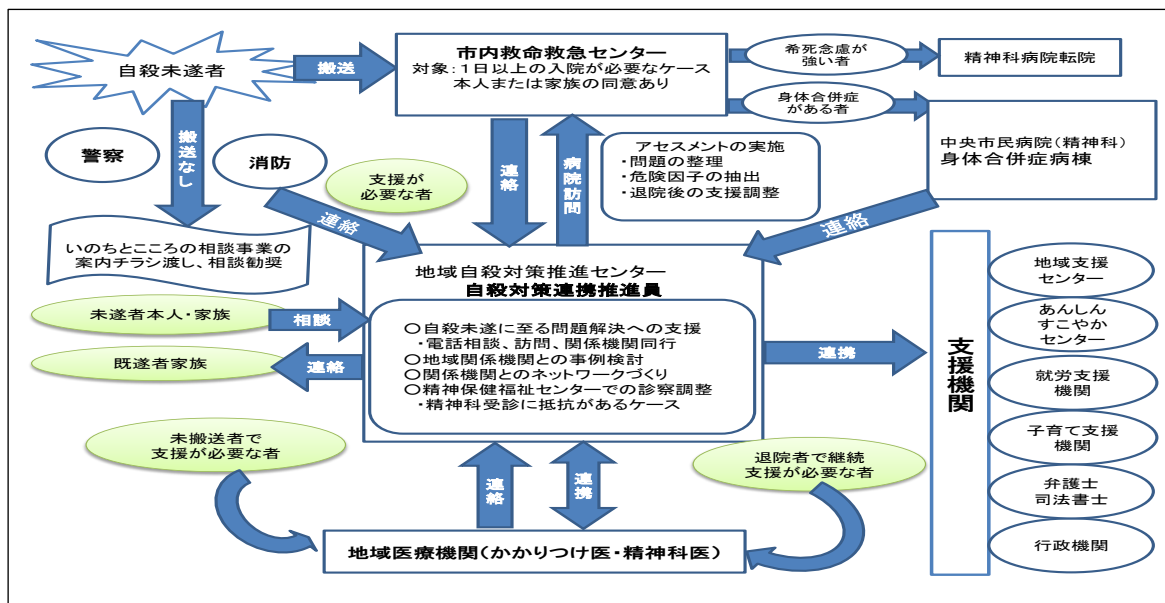 自殺未遂者
搬送
市内救命救急センター
対象：1日以上の入院が必要なケース
本人または家族の同意あり
希死念慮が
強い者
精神科病院転院
身体合併症
がある者
中央市民病院（精神科）
身体合併症病棟
搬送なし
警察
消防
支援が
必要な者
連絡
病院訪問
アセスメントの実施
・問題の整理
・危険因子の抽出
・退院後の支援調整
連絡
連絡
いのちとこころの相談事業の
案内チラシ渡し、相談勧奨
地域自殺対策推進センター
自殺対策連携推進員
○自殺未遂に至る問題解決への支援
・電話相談、訪問、関係機関同行
○地域関係機関との事例検討
○関係機関とのネットワークづくり
○精神保健福祉センターでの診察調整
・精神科受診に抵抗があるケース
未遂者本人・家族
相談
既遂者家族
連絡
連携
支援機関
地域支援
センター
あんしん
すこやか
センター
就労支援
機関
子育て支援
機関
弁護士
司法書士
行政機関
未搬送者で
支援が必要な者
連絡
連携
退院者で継続
支援が必要な者
地域医療機関（かかりつけ医・精神科医）